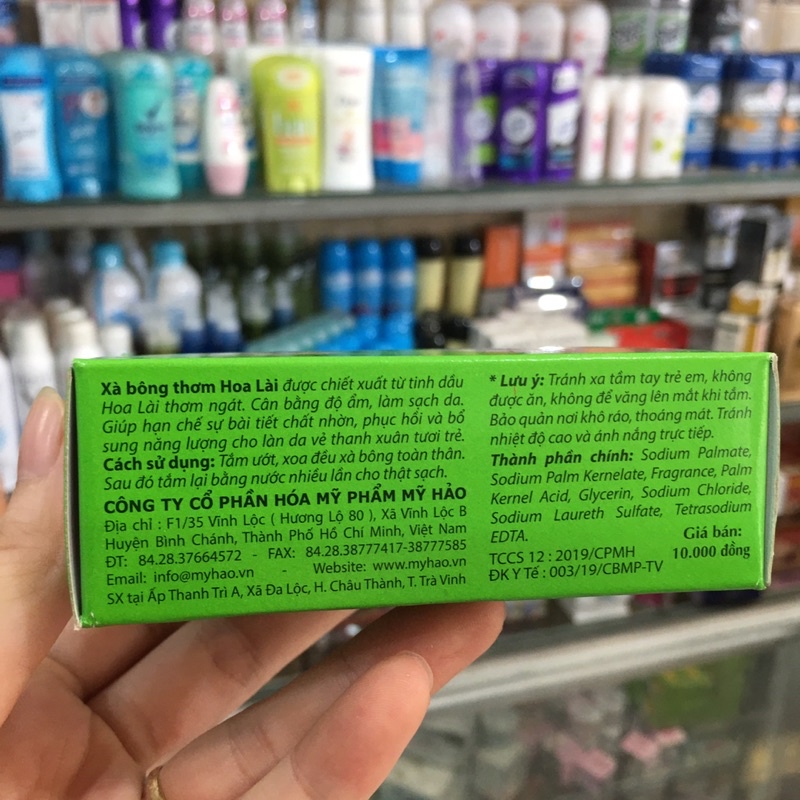 Xà bông thơm Hoa Lài được chiết xuất từ tinh dầu
Hoa Lài thơm ngát. Cân bằng độ ẩm, làm sạch da.
Giúp hạn chế sự bài tiết chất nhờn, phục hồi và bổ
sung năng lượng cho làn da vẻ thanh xuân tươi trẻ.
Cách sử dụng: Tắm ướt, xoa đều xà bông toàn thân.
Sau đó tắm lại bằng nước nhiều lần cho thật sạch.
CÔNG TY CỔ PHẦN HÓA MỸ PHẨM MỸ HẢO
Địa chỉ : F1/35 Vĩnh Lộc ( Hương Lộ 80 ), Xã Vĩnh Lộc B
Huyện Bình Chánh, Thành Phố Hồ Chí Minh, Việt Nam
ĐT: 84.28.37664572 - FAX: 84.28.38777417-38777585
Email: info@myhao.vn - Website: www.myhao.vn
SX tại Ấp Thanh Trì A, Xã Đa Lộc, H. Châu Thành, T. Trà Vinh
* Lưu ý: Tránh xa tầm tay trẻ em, không
được ăn, không để văng lên mắt khi tắm.
Bảo quản nơi khô ráo, thoáng mát. Tránh
nhiệt độ cao và ánh nắng trực tiếp.
Thành phần chính: Sodium Palmate,
Sodium Palm Kernelate, Fragrance, Palm
Kernel Acid, Glycerin, Sodium Chloride,
Sodium Laureth Sulfate, Tetrasodium
EDTA.
TCCS 12 : 2019/CPMH
ĐK Y Tế : 003/19/CBMP-TV
Giá bán:
10.000 đồng